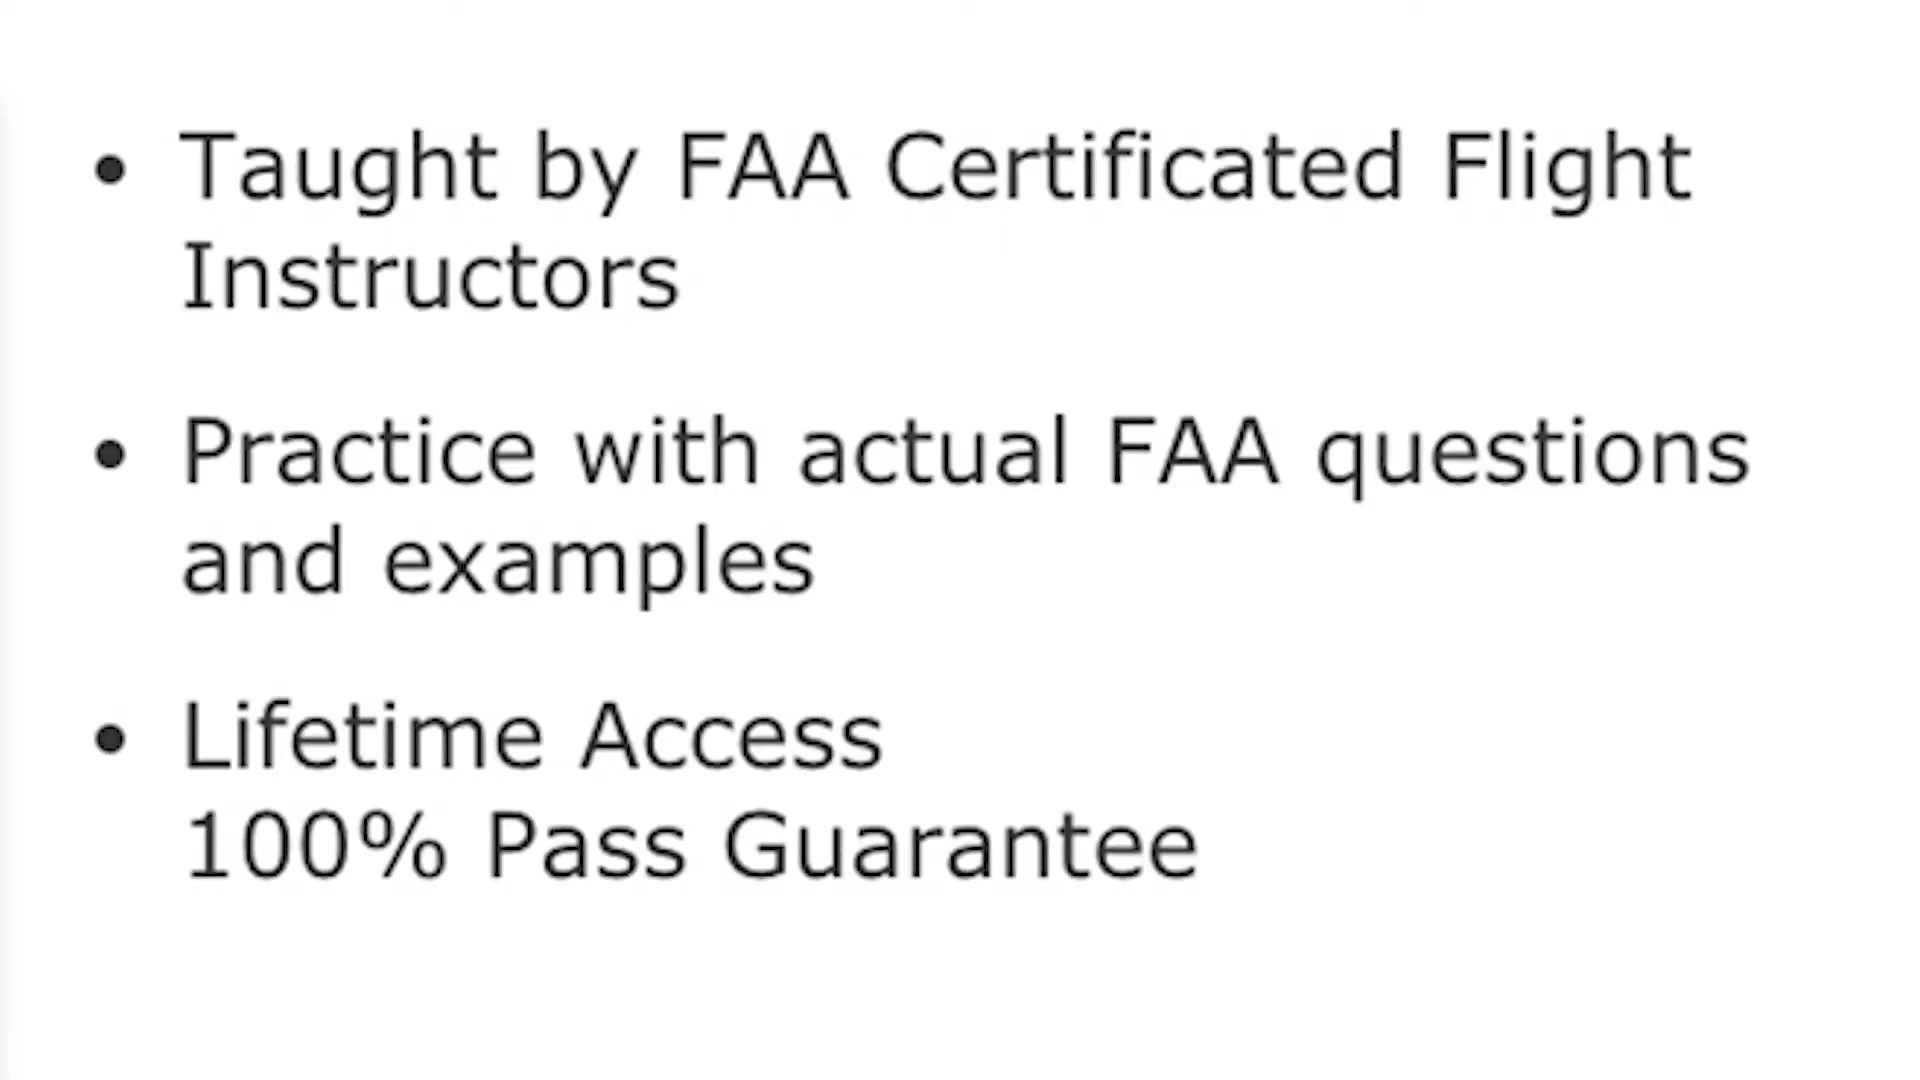 • Taught by FAA Certificated Flight
Instructors
• Practice with actual FAA questions
and examples
• Lifetime Access
100% Pass Guarantee